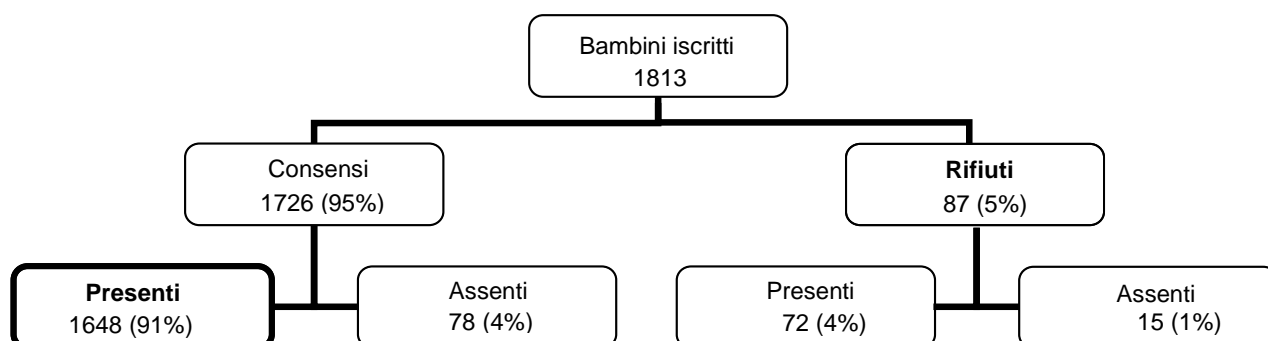 Bambini iscritti
1813
Consensi
1726 (95%)
Rifiuti
87 (5%)
Presenti
1648 (91%)
Assenti
78 (4%)
Presenti
72 (4%)
Assenti
15 (1%)